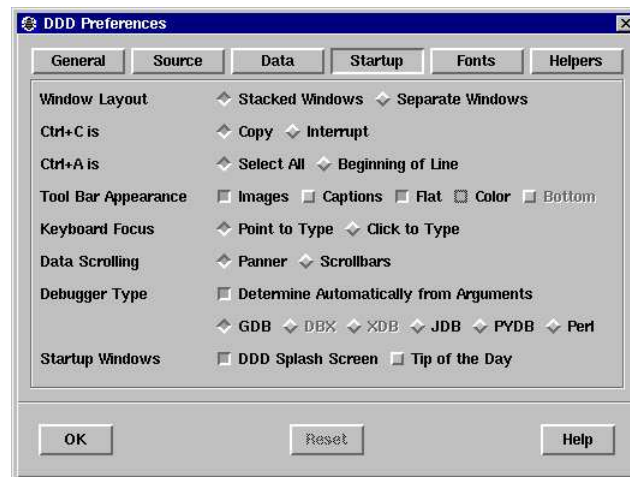 DDD Preferences
General Source Data Startup Fonts Helpers
Window Layout Stacked Windows Separate Windows
Ctrl+C is Copy Interrupt
Ctrl+A is Select All Beginning of Line
Tool Bar Appearance Images Captions Flat Color Bottom
Keyboard Focus Point to Type Click to Type
Data Scrolling Panner Scrollbars
Debugger Type Determine Automatically from Arguments
GDB DBX XDB JDB PYDB Perl
Startup Windows DDD Splash Screen Tip of the Day
OK Reset Help